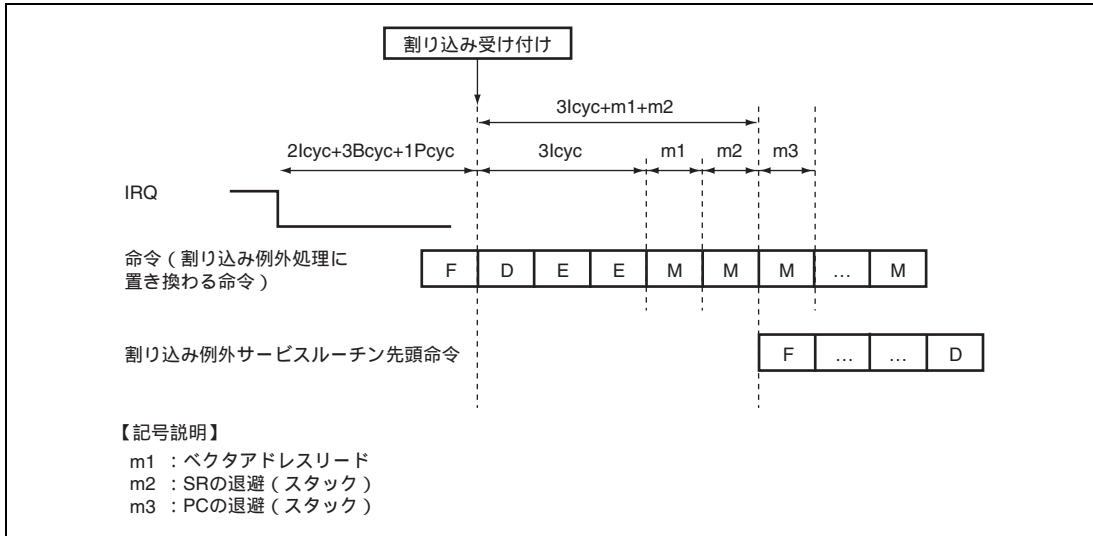 割り込み受け付け
3Icyc+m1+m2
2Icyc+3Bcyc+1Pcyc 3Icyc m1 m2 m3
IRQ
命令(割り込み例外処理に
置き換わる命令)
F D E E M M M … M
割り込み例外サービスルーチン先頭命令
F … … D
【記号説明】
m1 :ベクタアドレスリード
m2 :SRの退避(スタック)
m3 :PCの退避(スタック)